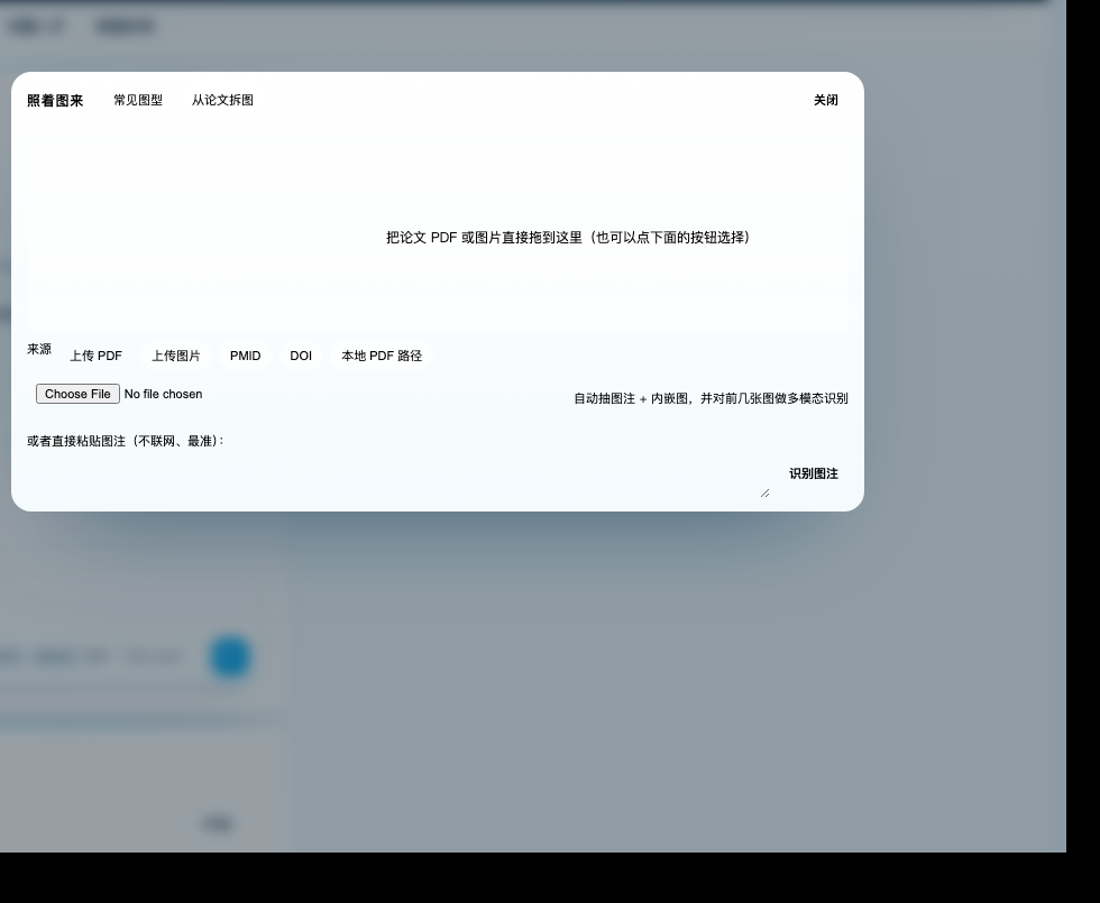 照着图来 常见图型 从论文拆图 关闭
把论文 PDF 或图片直接拖到这里（也可以点下面的按钮选择）
来源 上传 PDF 上传图片 PMID DOI 本地 PDF 路径
Choose File No file chosen 自动抽图注 + 内嵌图，并对前几张图做多模态识别
或者直接粘贴图注（不联网、最准）：
识别图注